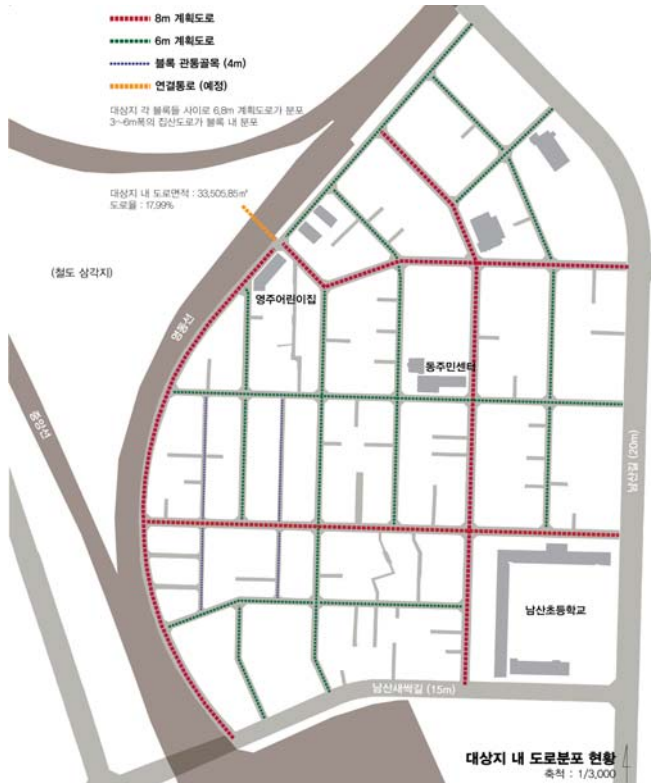 8m 계획도로
6m 계획도로
블록 관통골목 (4m)
연결통로 (예정)
대상지 각 블록들 사이로 6,8m 계획도로가 분포
3~6m폭의 집산도로가 블록 내 분포
대상지 내 도로면적 : 33,505.85㎡
도로율 : 17.99%
(철도 삼각지)
영주어린이집
영동선
동주민센터
중앙선
남산길 (20m)
남산초등학교
남산새싹길 (15m)
대상지 내 도로분포 현황
축척 : 1/3,000